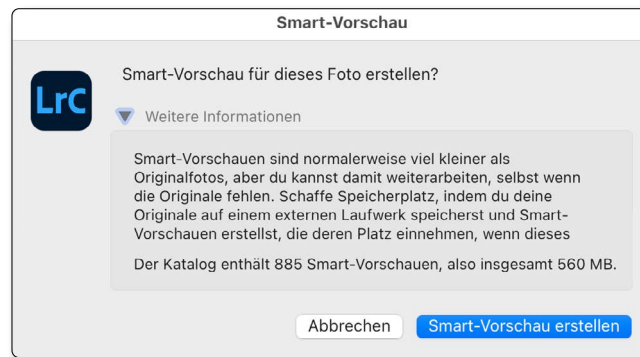 Smart-Vorschau
LrC
Smart-Vorschau für dieses Foto erstellen?
Weitere Informationen
Smart-Vorschauen sind normalerweise viel kleiner als
Originalfotos, aber du kannst damit weiterarbeiten, selbst wenn
die Originale fehlen. Schaffe Speicherplatz, indem du deine
Originale auf einem externen Laufwerk speicherst und Smart-
Vorschauen erstellst, die deren Platz einnehmen, wenn dieses
Der Katalog enthält 885 Smart-Vorschauen, also insgesamt 560 MB.
Abbrechen
Smart-Vorschau erstellen